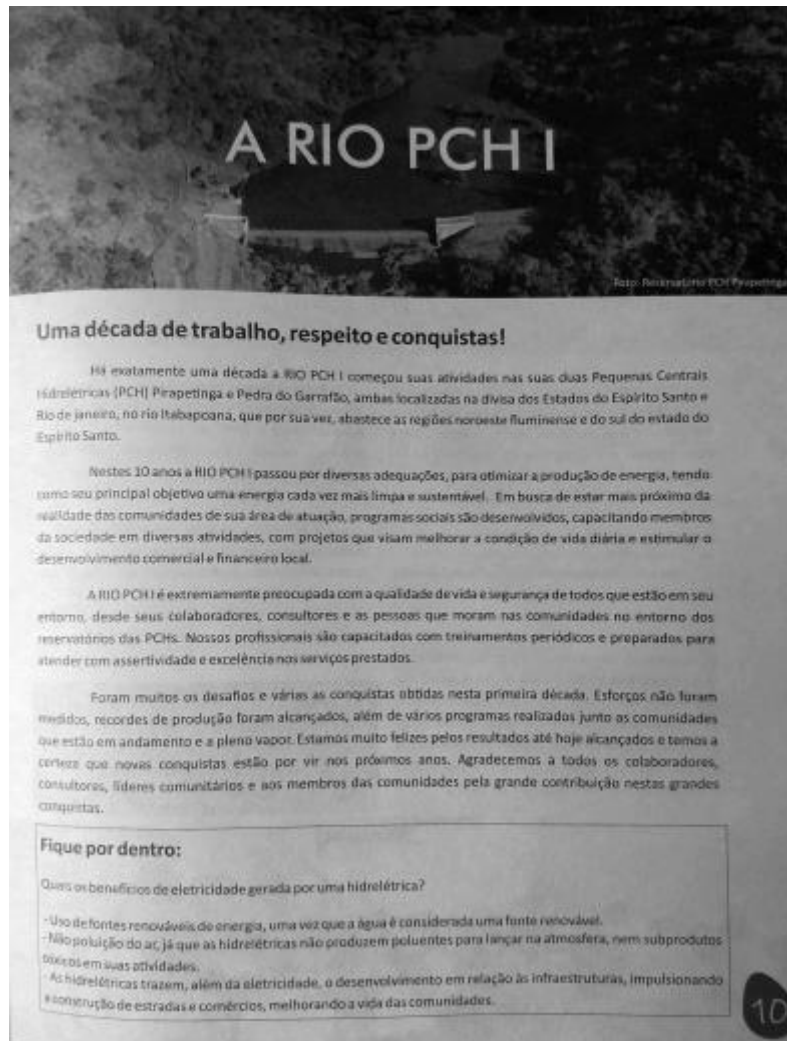 A RIO PCH I
Foto: Reservatório PCH Pirapetinga
Uma década de trabalho, respeito e conquistas!
Há exatamente uma década a RIO PCH I começou suas atividades nas suas duas Pequenas Centrais
Hidrelétricas (PCH) Pirapetinga e Pedra do Garrafão, ambas localizadas na divisa dos Estados do Espírito Santo e
Rio de janeiro, no rio Itabapoana, que por sua vez, abastece as regiões noroeste fluminense e do sul do estado do
Espírito Santo.
Nestes 10 anos a RIO PCH I passou por diversas adequações, para otimizar a produção de energia, tendo
como seu principal objetivo uma energia cada vez mais limpa e sustentável. Em busca de estar mais próximo da
realidade das comunidades de sua área de atuação, programas sociais são desenvolvidos, capacitando membros
da sociedade em diversas atividades, com projetos que visam melhorar a condição de vida diária e estimular o
desenvolvimento comercial e financeiro local.
A RIO PCH I é extremamente preocupada com a qualidade de vida e segurança de todos que estão em seu
entorno, desde seus colaboradores, consultores e as pessoas que moram nas comunidades no entorno dos
reservatórios das PCHs. Nossos profissionais são capacitados com treinamentos periódicos e preparados para
atender com assertividade e excelência nos serviços prestados.
Foram muitos os desafios e várias as conquistas obtidas nesta primeira década. Esforços não foram
medidos, recordes de produção foram alcançados, além de vários programas realizados junto as comunidades
que estão em andamento e a pleno vapor. Estamos muito felizes pelos resultados até hoje alcançados e temos a
certeza que novas conquistas estão por vir nos próximos anos. Agradecemos a todos os colaboradores,
consultores, líderes comunitários e aos membros das comunidades pela grande contribuição nestas grandes
conquistas.
Fique por dentro:
Quais os benefícios de eletricidade gerada por uma hidrelétrica?
- Uso de fontes renováveis de energia, uma vez que a água é considerada uma fonte renovável.
- Não poluição do ar, já que as hidrelétricas não produzem poluentes para lançar na atmosfera, nem subprodutos
tóxicos em suas atividades.
- As hidrelétricas trazem, além da eletricidade, o desenvolvimento em relação às infraestruturas, impulsionando
a construção de estradas e comércios, melhorando a vida das comunidades.
10